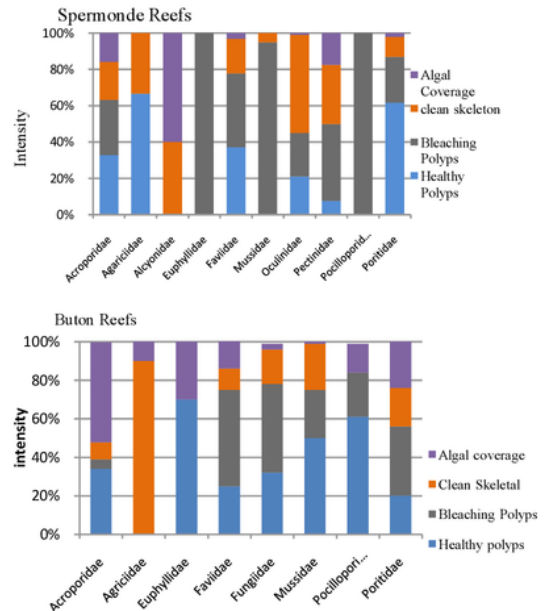 Spermonde Reefs
Intensity
100%
80%
60%
40%
20%
0%
Acroporidae
Agariciidae
Alcyonidae
Euphyllidae
Faviidae
Mussidae
Oculinidae
Pectinidae
Pocilloporid...
Poritidae
Algal
Coverage
clean skeleton
Bleaching
Polyps
Healthy
Polyps
Buton Reefs
intensity
100%
80%
60%
40%
20%
0%
Acroporidae
Agriciidae
Euphyllidae
Faviidae
Fungiidae
Mussidae
Pocillopori...
Poritidae
Algal coverage
Clean Skeletal
Bleaching Polyps
Healthy polyps